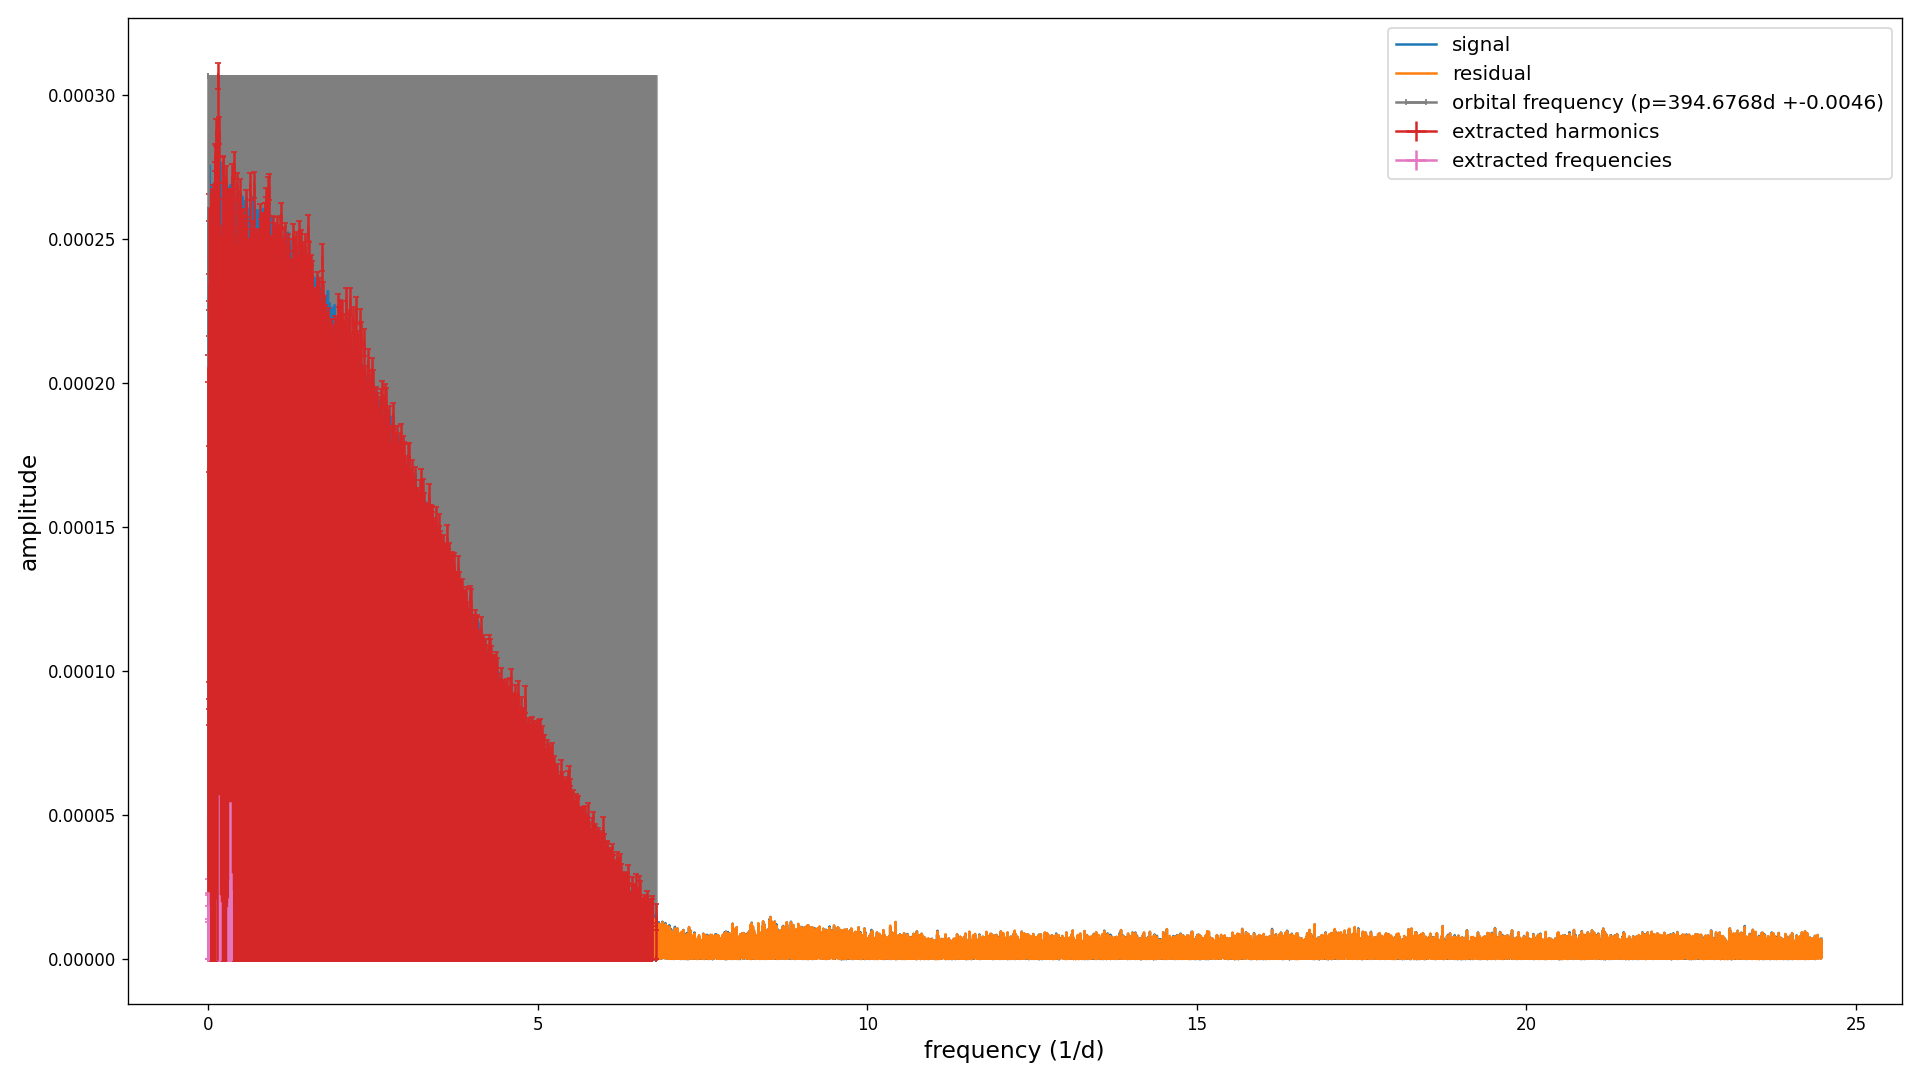 signal
residual
orbital frequency (p=394.6768d +-0.0046)
extracted harmonics
extracted frequencies
0.00030
0.00025
0.00020
0.00015
0.00010
0.00005
0.00000
amplitude
0 5 10 15 20 25
frequency (1/d)